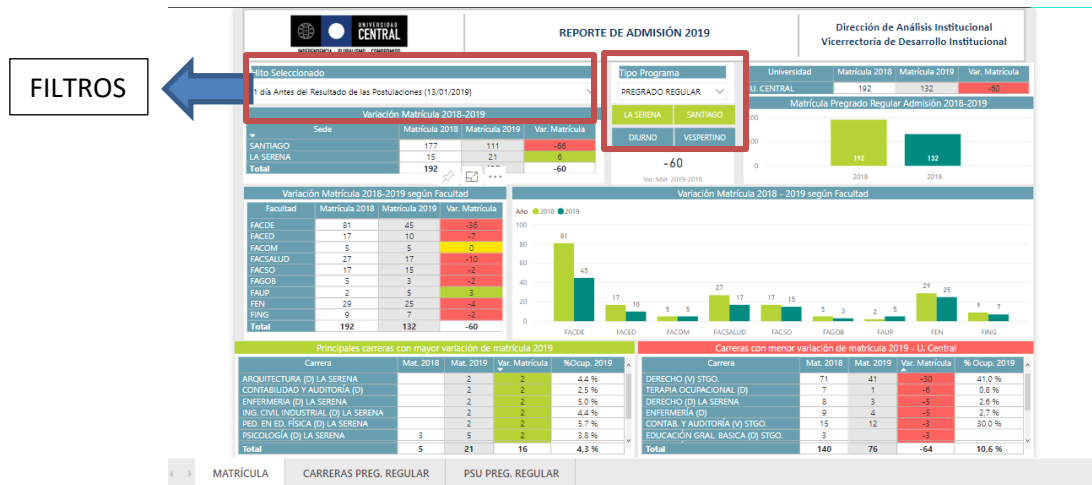 FILTROS
UNIVERSIDAD
CENTRAL
INDEPENDENCIA - PLURALISMO - COMPROMISO
REPORTE DE ADMISIÓN 2019
Dirección de Análisis Institucional
Vicerrectoría de Desarrollo Institucional
Hito Seleccionado
1 día Antes del Resultado de las Postulaciones (13/01/2019)
Tipo Programa
PREGRADO REGULAR
LA SERENA SANTIAGO
DIURNO VESPERTINO
-60
Var. Mat. 2019-2018
Universidad Matrícula 2018 Matrícula 2019 Var. Matrícula
U. CENTRAL 192 132 -60
Matrícula Pregrado Regular Admisión 2018-2019
200
0
192 132
2018 2019
Variación Matrícula 2018-2019
Sede Matrícula 2018 Matrícula 2019 Var. Matrícula
SANTIAGO 177 111 -66
LA SERENA 15 21 6
Total 192 -60
Variación Matrícula 2018-2019 según Facultad
Facultad Matrícula 2018 Matrícula 2019 Var. Matrícula
FACDE 81 45 -36
FACED 17 10 -7
FACOM 5 5 0
FACSALUD 27 17 -10
FACSO 17 15 -2
FAGOB 5 3 -2
FAUP 2 5 3
FEN 29 25 -4
FING 9 7 -2
Total 192 132 -60
Variación Matrícula 2018 - 2019 según Facultad
Año 2018 2019
100
80
60
40
20
0
81 45 17 10 5 5 27 17 17 15 5 3 2 5 29 25 9 7
FACDE FACED FACOM FACSALUD FACSO FAGOB FAUP FEN FING
Principales carreras con mayor variación de matrícula 2019
Carrera Mat. 2018 Mat. 2019 Var. Matrícula %Ocup. 2019
ARQUITECTURA (D) LA SERENA 2 2 4,4 %
CONTABILIDAD Y AUDITORÍA (D) 2 2 2,5 %
ENFERMERIA (D) LA SERENA 2 2 5,0 %
ING. CIVIL INDUSTRIAL (D) LA SERENA 2 2 4,4 %
PED. EN ED. FÍSICA (D) LA SERENA 2 2 5,7 %
PSICOLOGÍA (D) LA SERENA 3 5 2 3,8 %
Total 5 21 16 4,3 %
Carreras con menor variación de matrícula 2019 - U. Central
Carrera Mat. 2018 Mat. 2019 Var. Matrícula % Ocup. 2019
DERECHO (V) STGO. 71 41 -30 41,0 %
TERAPIA OCUPACIONAL (D) 7 1 -6 0,8 %
DERECHO (D) LA SERENA 8 3 -5 2,6 %
ENFERMERÍA (D) 9 4 -5 2,7 %
CONTAB. Y AUDITORÍA (V) STGO. 15 12 -3 30,0 %
EDUCACIÓN GRAL. BASICA (D) STGO. 3 -3
Total 140 76 -64 10,6 %
MATRÍCULA CARRERAS PREG. REGULAR PSU PREG. REGULAR